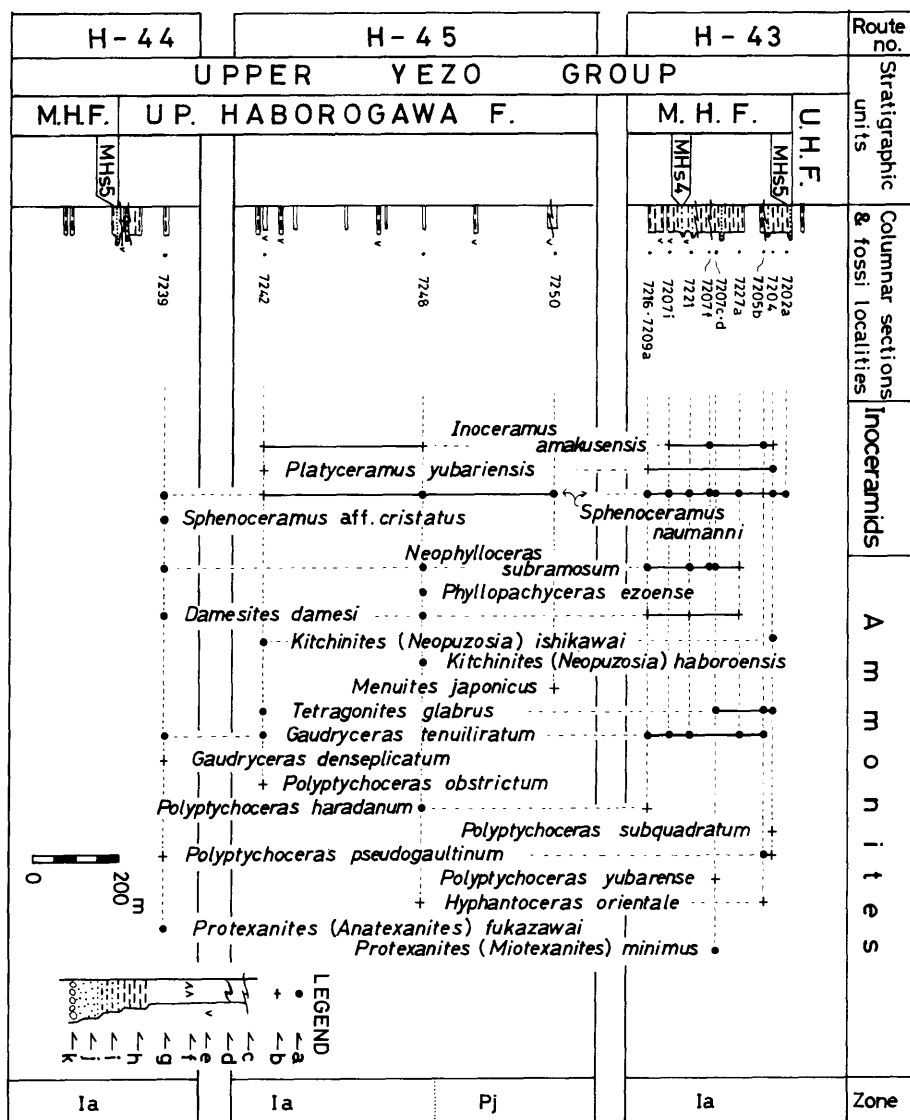 H-44
H-45
H-43
Route no.
UPPER YEZO GROUP
Stratigraphic units
M.H.F.
UP. HABOROGAWA F.
M. H. F.
U.H.F.
MHs5
MHs4
MHs5
Columnar sections & fossi localities
7239
7242
7248
7250
7216·7209a
7207i
7221
7207f
7207c·d
7227a
7205b
7204
7202a
Inoceramids
Inoceramus amakusensis
Platyceramus yubariensis
Sphenoceramus naumanni
Sphenoceramus aff. cristatus
Ammonites
Neophylloceras subramosum
Phyllopachyceras ezoense
Damesites damesi
Kitchinites (Neopuzosia) ishikawai
Kitchinites (Neopuzosia) haboroensis
Menuites japonicus
Tetragonites glabrus
Gaudryceras tenuiliratum
Gaudryceras denseplicatum
Polyptychoceras obstrictum
Polyptychoceras haradanum
Polyptychoceras subquadratum
Polyptychoceras pseudogaultinum
Polyptychoceras yubarense
Hyphantoceras orientale
Protexanites (Anatexanites) fukazawai
Protexanites (Miotexanites) minimus
0 200 m
LEGEND
a
b
c
d
e
f
g
h
i
j
k
Ia
Ia
Pj
Ia
Zone